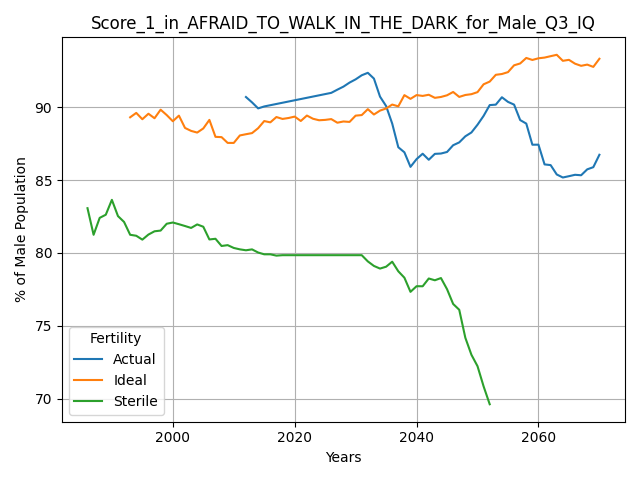 Score_1_in_AFRAID_TO_WALK_IN_THE_DARK_for_Male_Q3_IQ
% of Male Population
90
85
80
75
70
Fertility
Actual
Ideal
Sterile
2000
2020
2040
2060
Years